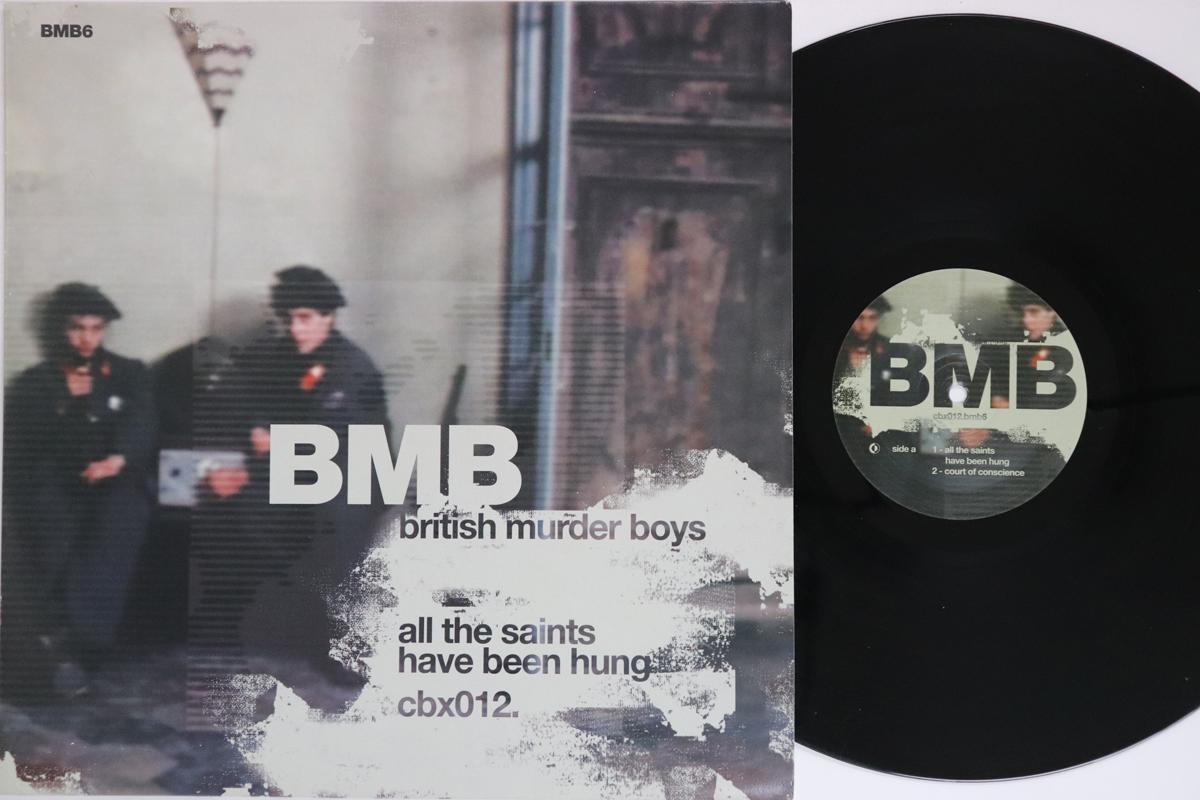 BMB6
BMB
british murder boys
all the saints
have been hung
cbx012.
BMB
cbx012.bmb6
side a
1 - all the saints
have been hung
2 - court of conscience